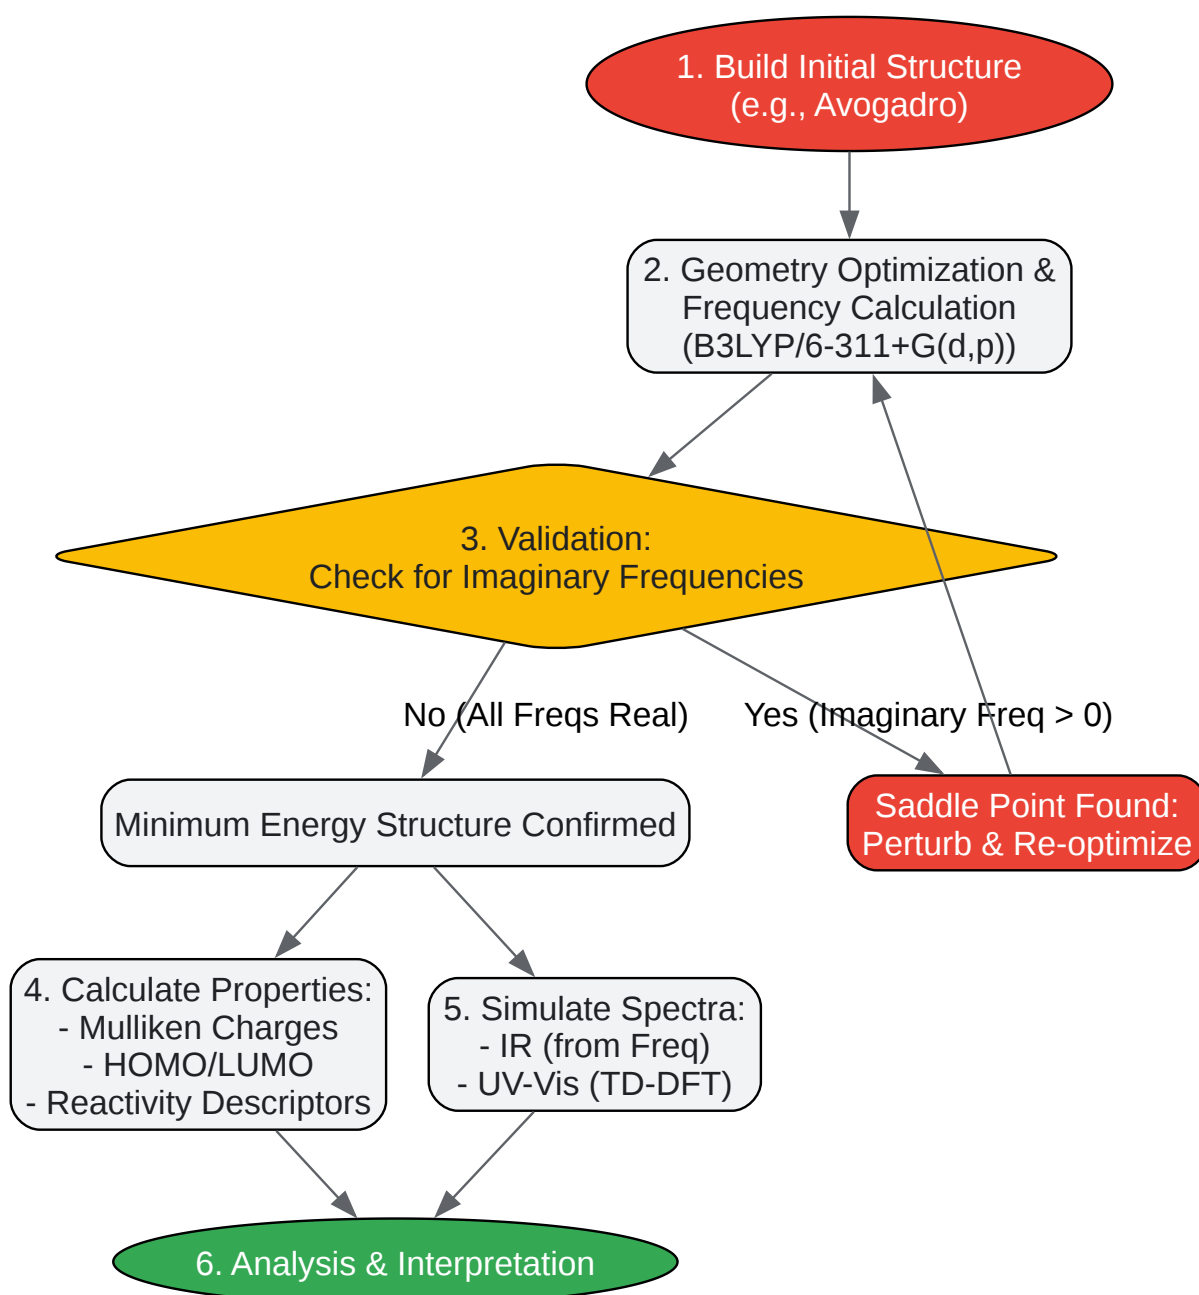 1. Build Initial Structure
(e.g., Avogadro)
2. Geometry Optimization &
Frequency Calculation
(B3LYP/6-311+G(d,p))
3. Validation:
Check for Imaginary Frequencies
No (All Freqs Real)
Yes (Imaginary Freq > 0)
Minimum Energy Structure Confirmed
Saddle Point Found:
Perturb & Re-optimize
4. Calculate Properties:
- Mulliken Charges
- HOMO/LUMO
- Reactivity Descriptors
5. Simulate Spectra:
- IR (from Freq)
- UV-Vis (TD-DFT)
6. Analysis & Interpretation